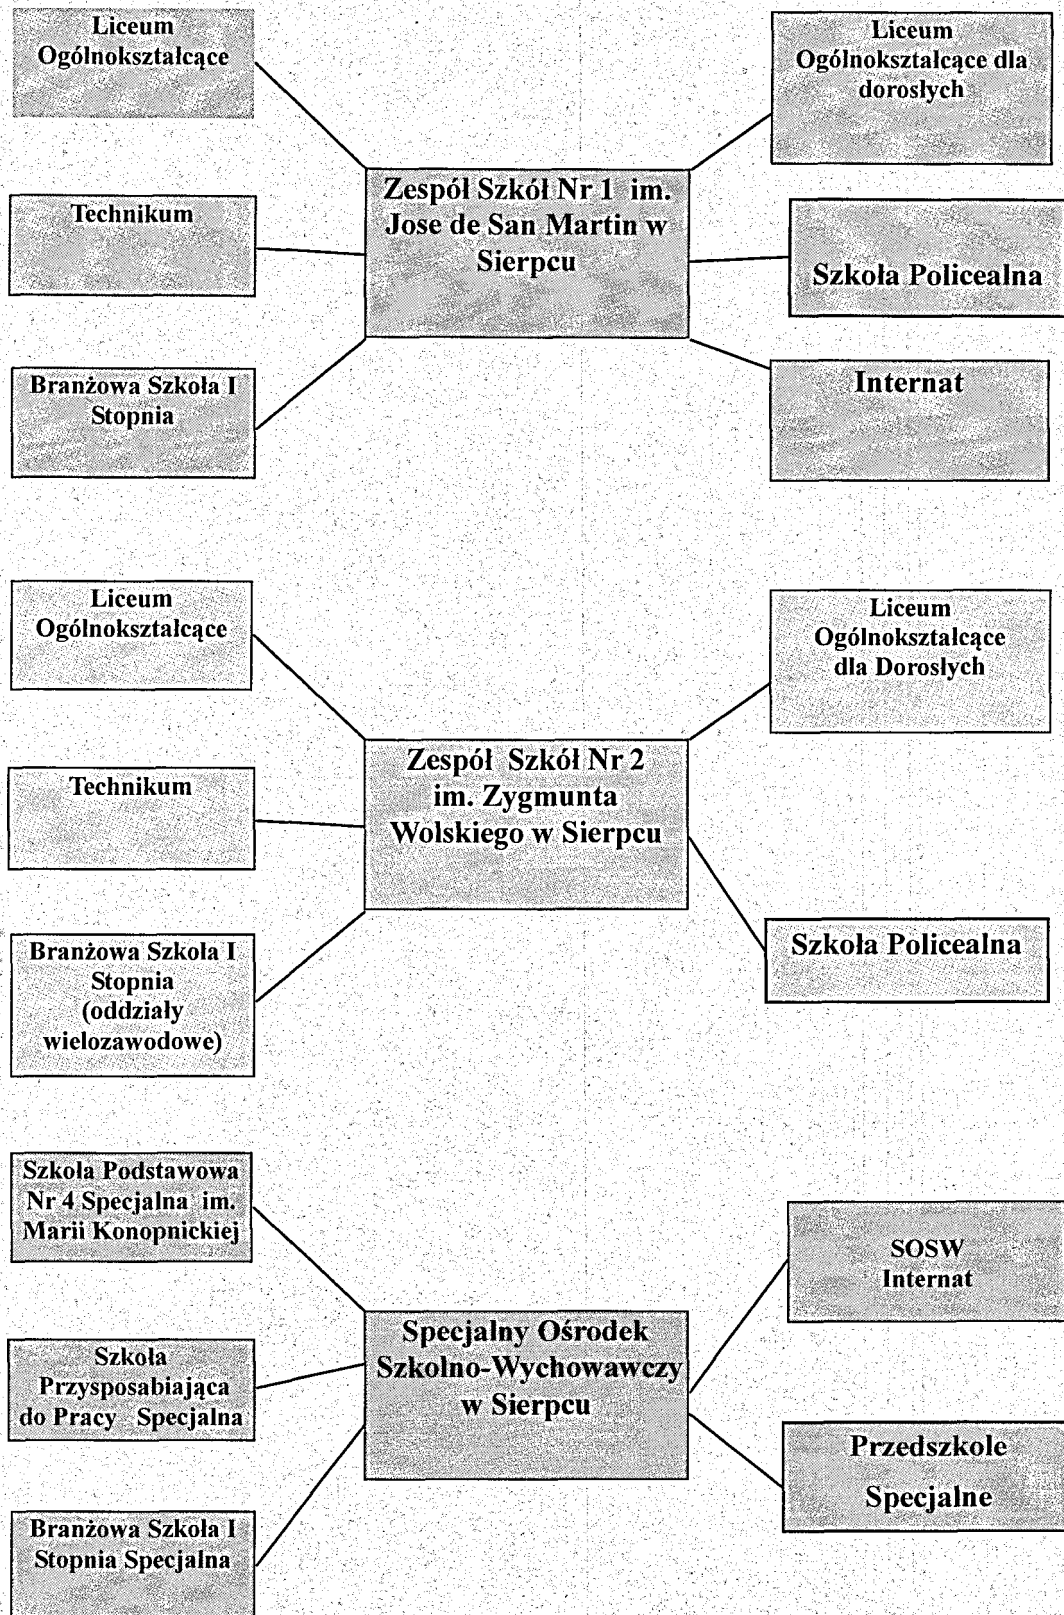 Liceum
Ogólnokształcące
Liceum
Ogólnokształcące dla
dorosłych
Zespół Szkół Nr 1 im.
Jose de San Martin w
Sierpcu
Technikum
Szkoła Policealna
Branżowa Szkoła I
Stopnia
Internat
Liceum
Ogólnokształcące
Liceum
Ogólnokształcące
dla Dorosłych
Zespół Szkół Nr 2
im. Zygmunta
Wolskiego w Sierpcu
Technikum
Branżowa Szkoła I
Stopnia
(oddziały
wielozawodowe)
Szkoła Policealna
Szkoła Podstawowa
Nr 4 Specjalna im.
Marii Konopnickiej
SOSW
Internat
Specjalny Ośrodek
Szkolno-Wychowawczy
w Sierpcu
Szkoła
Przysposabiająca
do Pracy Specjalna
Przedszkole
Specjalne
Branżowa Szkoła I
Stopnia Specjalna